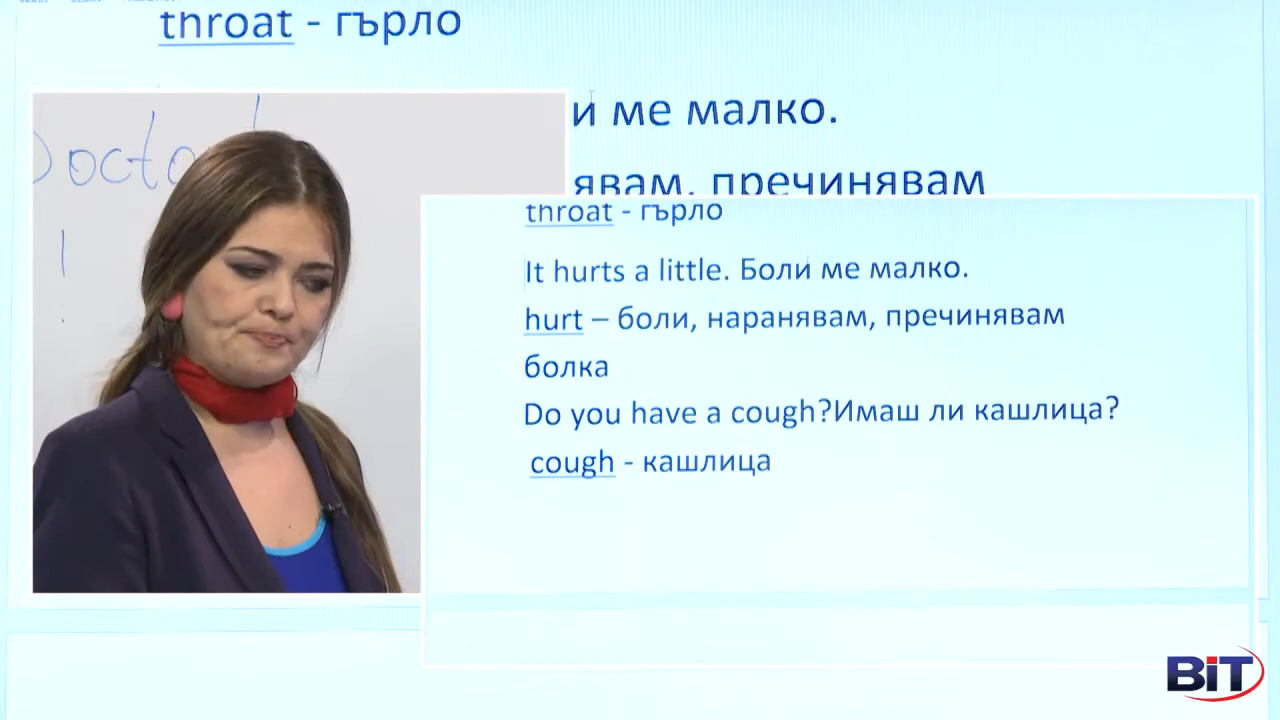 throat - гърло
и ме малко.
явам, пречинявам
Docto
throat - гърло
It hurts a little. Боли ме малко.
hurt – боли, наранявам, пречинявам
болка
Do you have a cough?Имаш ли кашлица?
cough - кашлица
BiT